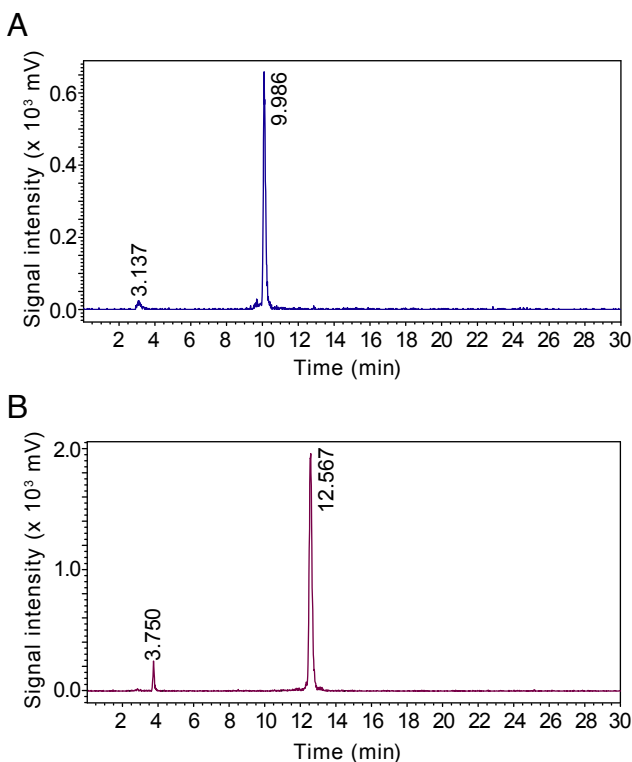 A
Signal intensity (x 10³ mV)
0.6
0.4
0.2
0.0
3.137
9.986
2 4 6 8 10 12 14 16 18 20 22 24 26 28 30
Time (min)
B
Signal intensity (x 10³ mV)
2.0
1.0
0.0
3.750
12.567
2 4 6 8 10 12 14 16 18 20 22 24 26 28 30
Time (min)